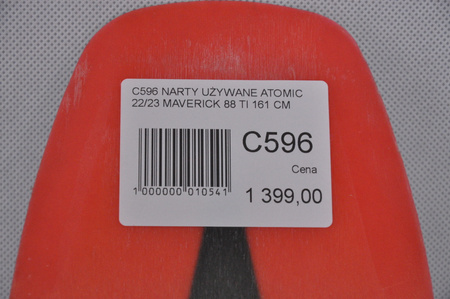 C596 NARTY UŻYWANE ATOMIC
22/23 MAVERICK 88 TI 161 CM
C596
Cena
1 000000 010541
1 399,00